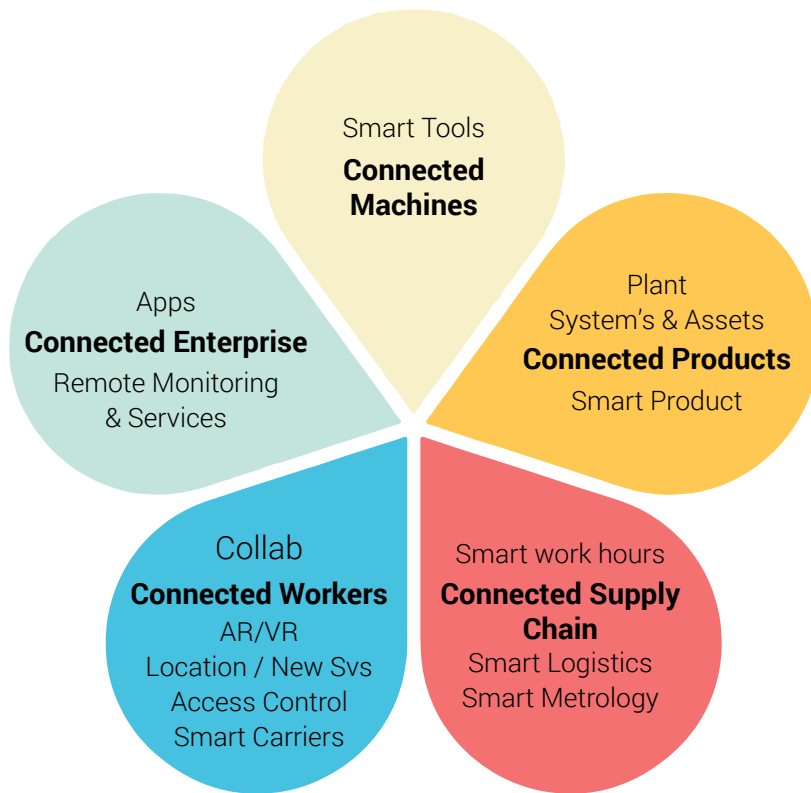 Smart Tools
Connected
Machines
Apps
Connected Enterprise
Remote Monitoring
& Services
Plant
System's & Assets
Connected Products
Smart Product
Collab
Connected Workers
AR/VR
Location / New Svs
Access Control
Smart Carriers
Smart work hours
Connected Supply
Chain
Smart Logistics
Smart Metrology